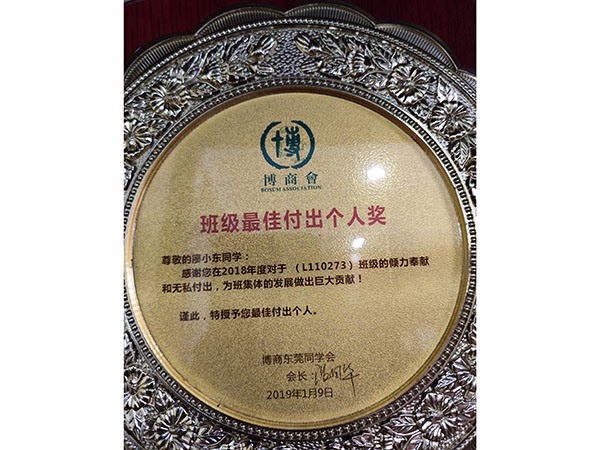 博
博商會
BOSUM ASSOCIATION
班级最佳付出个人奖
尊敬的廖小东同学：
感谢您在2018年度对于（L110273）班级的倾力奉献
和无私付出，为班集体的发展做出巨大贡献！
谨此，特授予您最佳付出个人。
博商东莞同学会
会长：
2019年1月9日